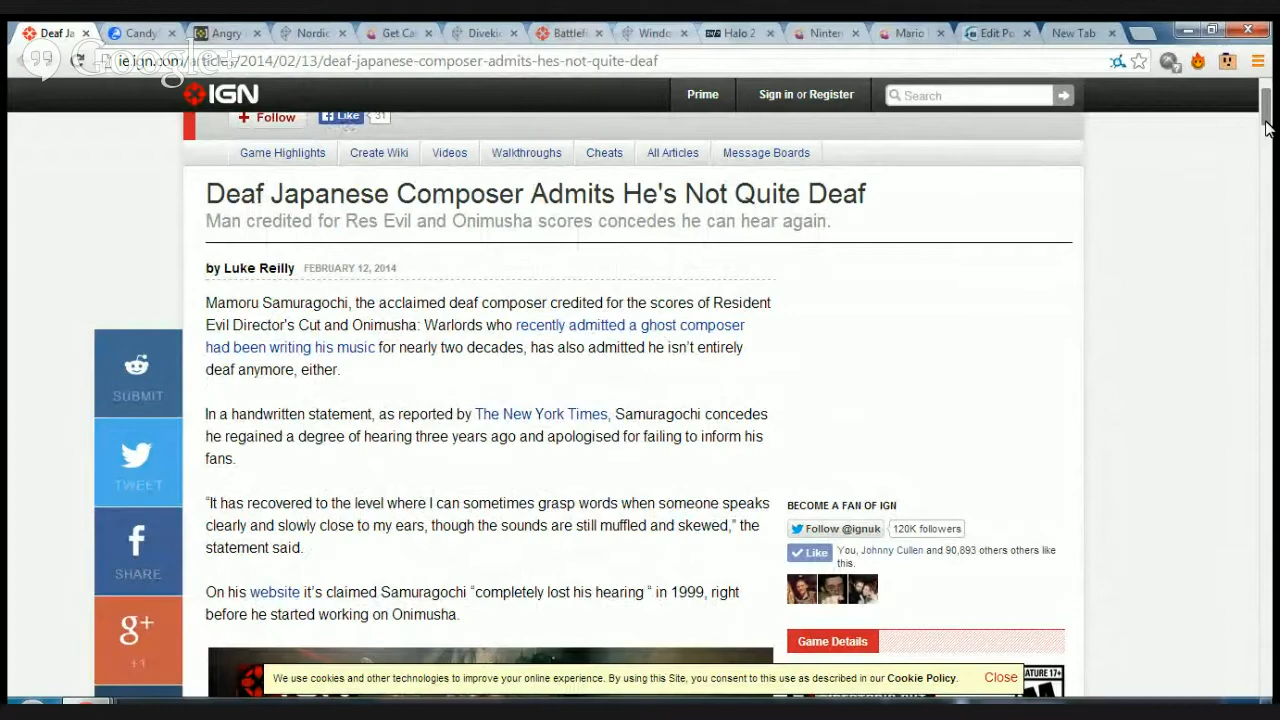 Deaf Ja
Candy
Angry
Nordic
Get Ca
Diveki
Battlef
Windo
Halo 2
Ninten
Mario
Edit Po
New Tab
Google+
ie.ign.com/articles/2014/02/13/deaf-japanese-composer-admits-hes-not-quite-deaf
IGN
Prime
Sign in or Register
Search
+ Follow
Like
31
Game Highlights
Create Wiki
Videos
Walkthroughs
Cheats
All Articles
Message Boards
Deaf Japanese Composer Admits He's Not Quite Deaf
Man credited for Res Evil and Onimusha scores concedes he can hear again.
by Luke Reilly FEBRUARY 12, 2014
Mamoru Samuragochi, the acclaimed deaf composer credited for the scores of Resident
Evil Director's Cut and Onimusha: Warlords who recently admitted a ghost composer
had been writing his music for nearly two decades, has also admitted he isn't entirely
deaf anymore, either.
In a handwritten statement, as reported by The New York Times, Samuragochi concedes
he regained a degree of hearing three years ago and apologised for failing to inform his
fans.
“It has recovered to the level where I can sometimes grasp words when someone speaks
clearly and slowly close to my ears, though the sounds are still muffled and skewed,” the
statement said.
On his website it's claimed Samuragochi “completely lost his hearing “ in 1999, right
before he started working on Onimusha.
SUBMIT
TWEET
SHARE
g+
+1
BECOME A FAN OF IGN
Follow @ignuk
120K followers
Like
You, Johnny Cullen and 90,893 others others like
this.
Game Details
We use cookies and other technologies to improve your online experience. By using this Site, you consent to this use as described in our Cookie Policy.
Close
MATURE 17+